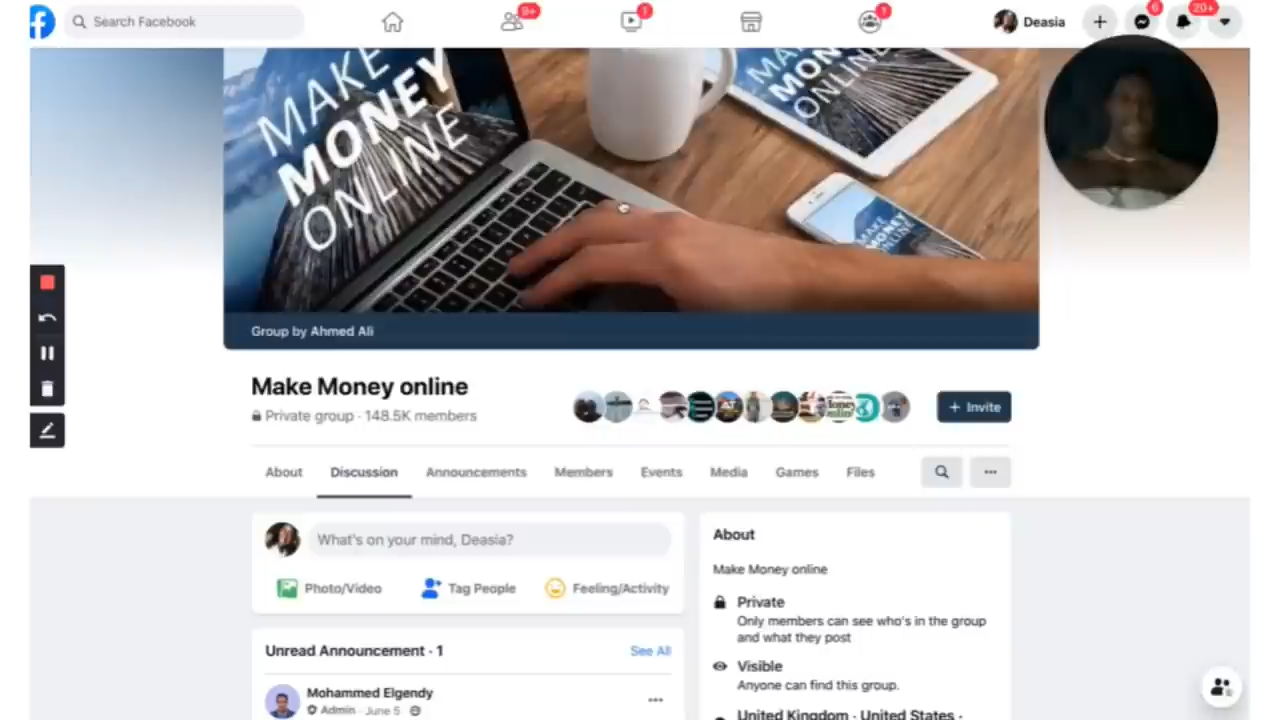 Search Facebook
9+
1
1
Deasia
6
20+
MAKE
MONEY
ONLINE
MAKE
MONEY
ONLINE
Group by Ahmed Ali
Make Money online
Private group · 148.5K members
+ Invite
About
Discussion
Announcements
Members
Events
Media
Games
Files
What's on your mind, Deasia?
Photo/Video
Tag People
Feeling/Activity
Unread Announcement · 1
See All
Mohammed Elgendy
Admin · June 5
About
Make Money online
Private
Only members can see who's in the group
and what they post
Visible
Anyone can find this group.
United Kingdom · United States ·